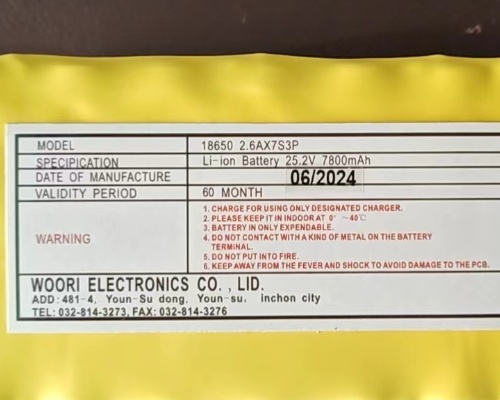 MODEL 18650 2.6AX7S3P
SPECIPICATION Li-ion Battery 25.2V 7800mAh
DATE OF MANUFACTURE 06/2024
VALIDITY PERIOD 60 MONTH
WARNING
1. CHARGE FOR USING ONLY DESIGNATED CHARGER.
2. PLEASE KEEP IT IN INDOOR AT 0° ~40℃
3. BATTERY IN ONLY EXPENDABLE.
4. DO NOT CONTACT WITH A KIND OF METAL ON THE BATTERY
TERMINAL.
5. DO NOT PUT INTO FIRE.
6. KEEP AWAY FROM THE FEVER AND SHOCK TO AVOID DAMAGE TO THE PCB.
WOORI ELECTRONICS CO. , LID.
ADD: 481-4, Youn-Su dong, Youn-su, inchon city
TEL: 032-814-3273, FAX: 032-814-3276